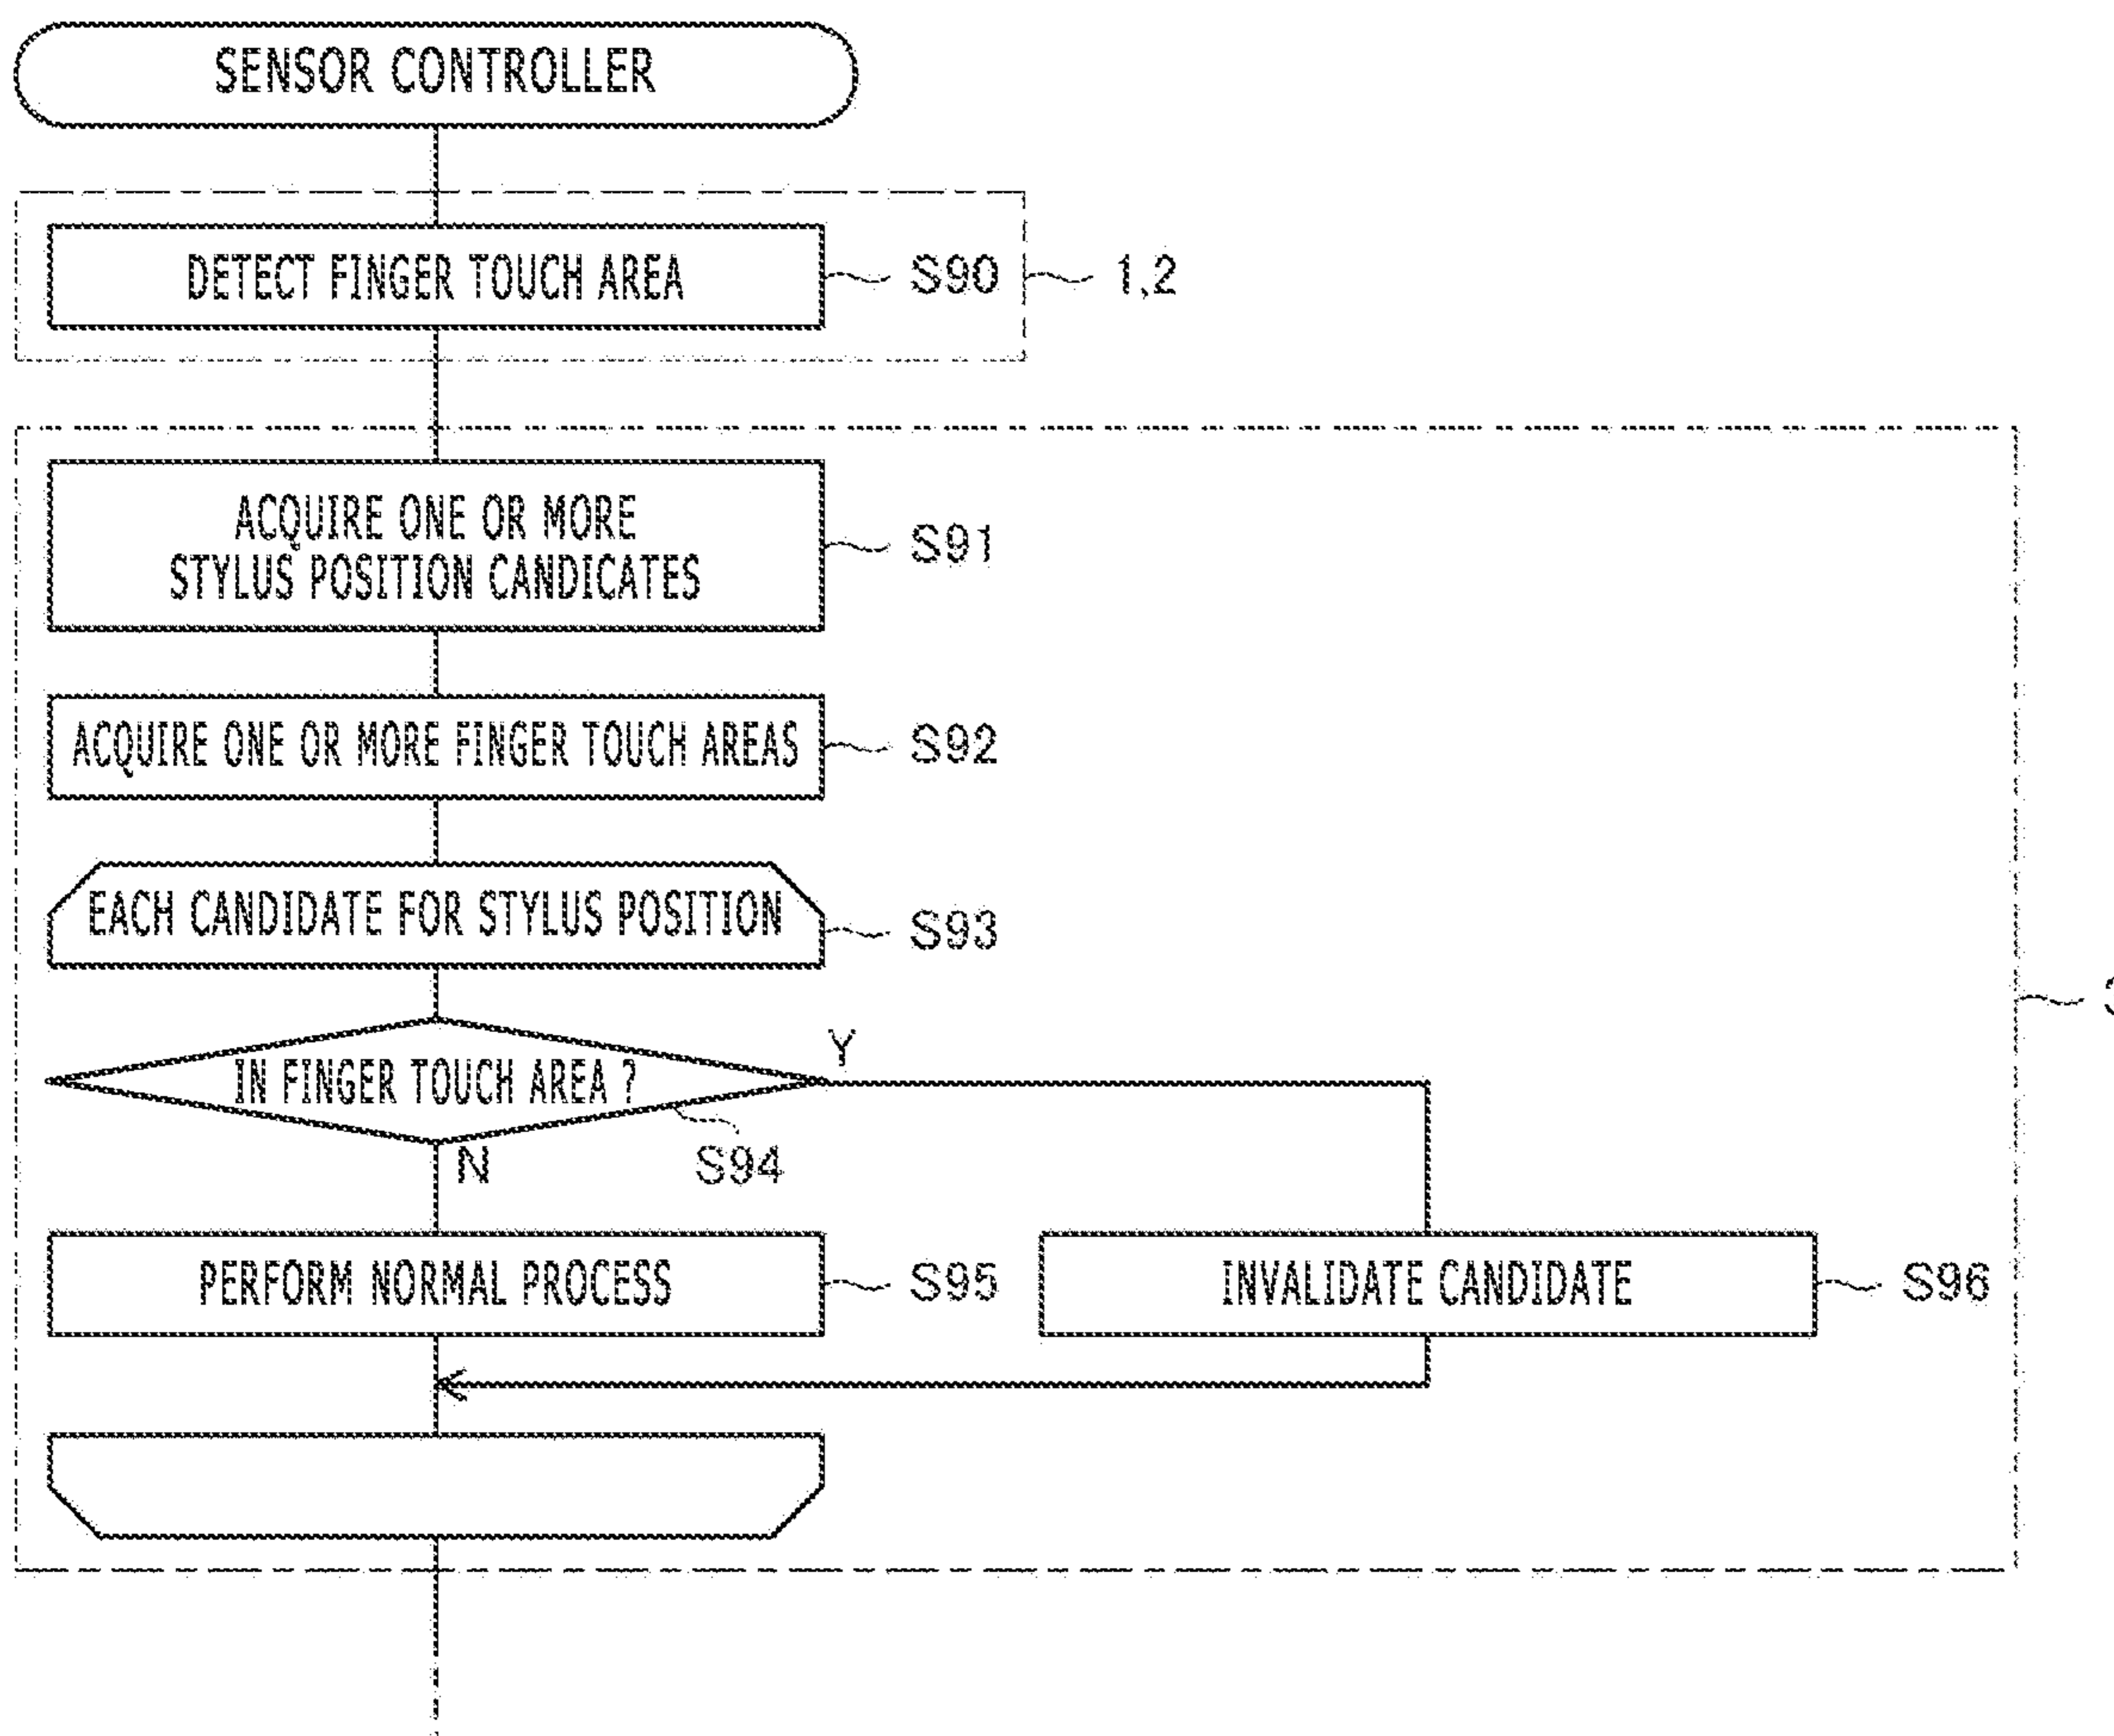 SENSOR CONTROLLER
DETECT FINGER TOUCH AREA
S90
1,2
ACQUIRE ONE OR MORE
STYLUS POSITION CANDICATES
S91
ACQUIRE ONE OR MORE FINGER TOUCH AREAS
S92
EACH CANDIDATE FOR STYLUS POSITION
S93
IN FINGER TOUCH AREA ?
Y
S94
N
PERFORM NORMAL PROCESS
S95
INVALIDATE CANDIDATE
S96